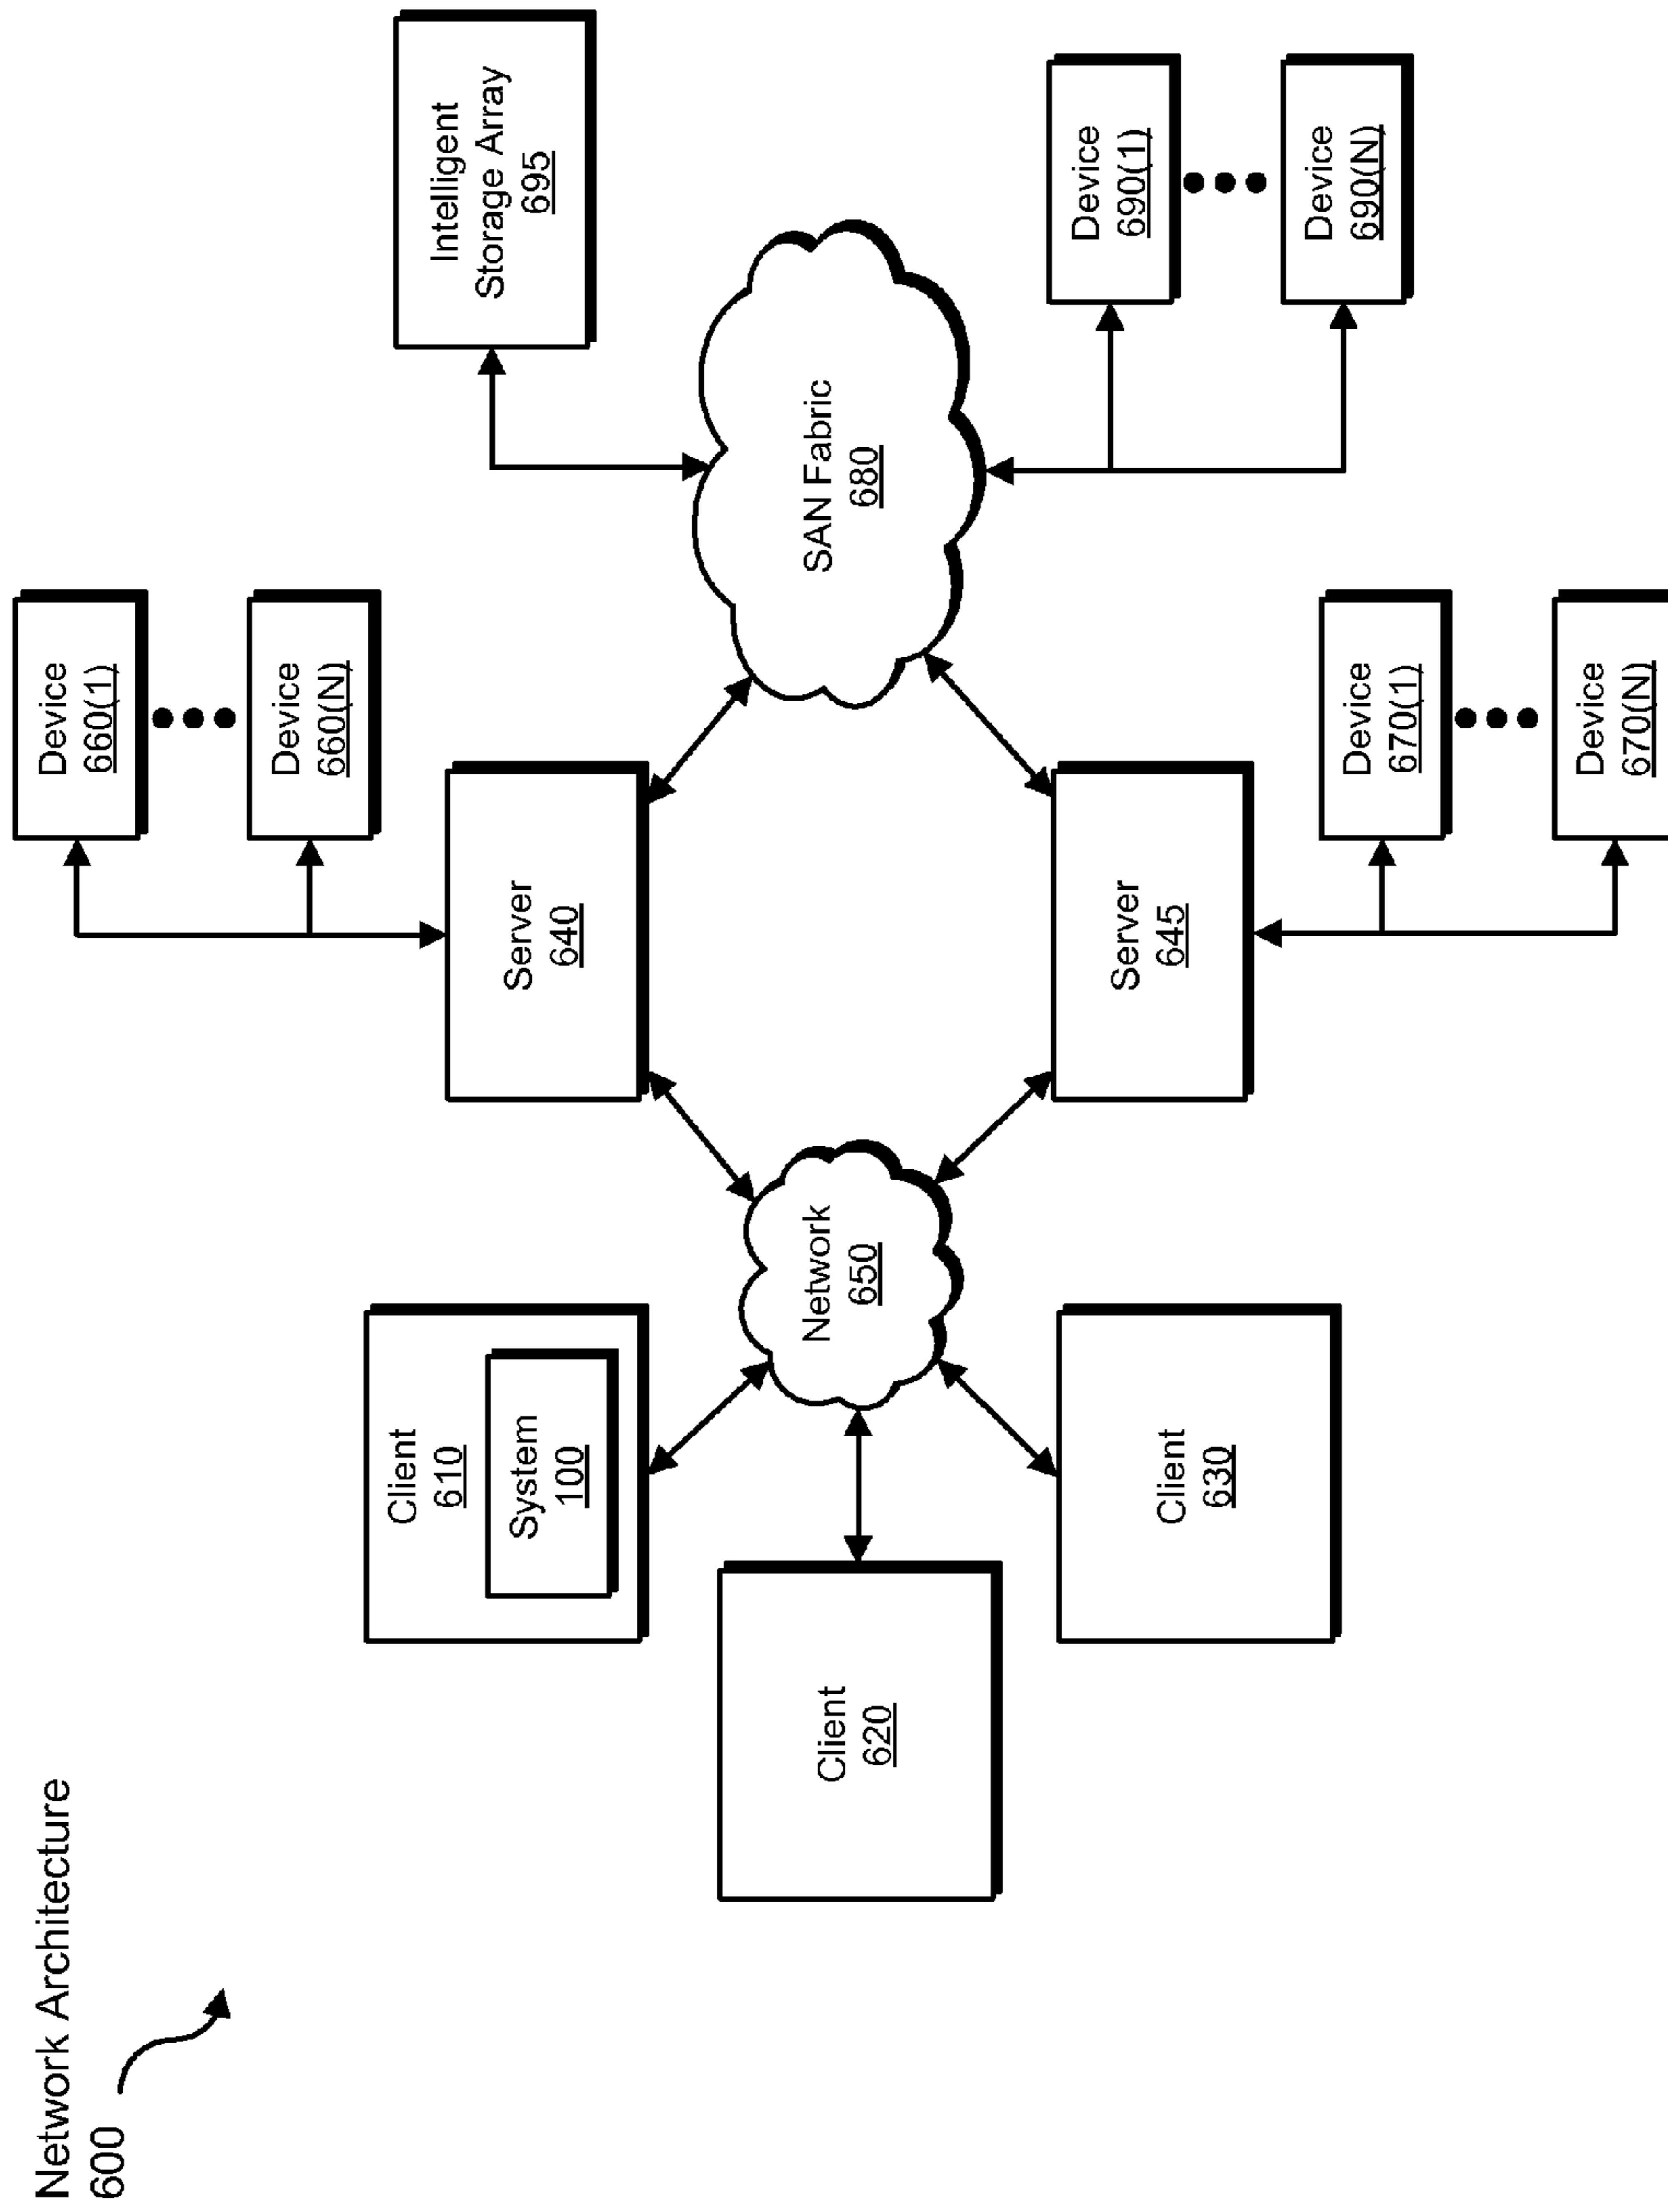 Network Architecture
600
Device
660(1)
Device
660(N)
Intelligent
Storage Array
695
Client
610
System
100
Server
640
Client
620
Network
650
SAN Fabric
680
Client
630
Server
645
Device
690(1)
Device
690(N)
Device
670(1)
Device
670(N)